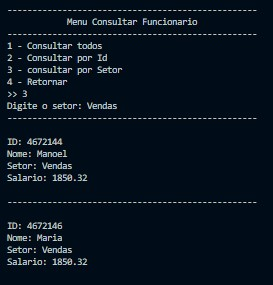 --------------------------------------------------
Menu Consultar Funcionario
--------------------------------------------------
1 - Consultar todos
2 - Consultar por Id
3 - consultar por Setor
4 - Retornar
>> 3
Digite o setor: Vendas
--------------------------------------------------
ID: 4672144
Nome: Manoel
Setor: Vendas
Salario: 1850.32
--------------------------------------------------
ID: 4672146
Nome: Maria
Setor: Vendas
Salario: 1850.32